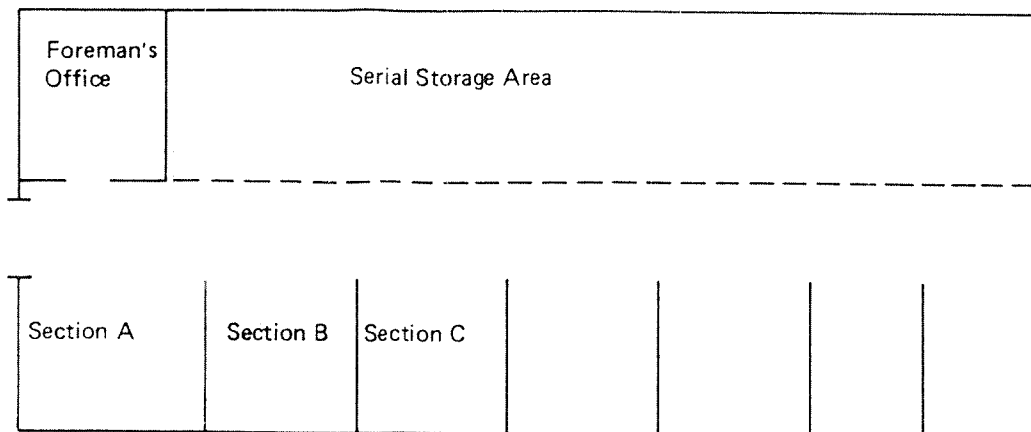 Foreman's
Office
Serial Storage Area
Section A
Section B
Section C